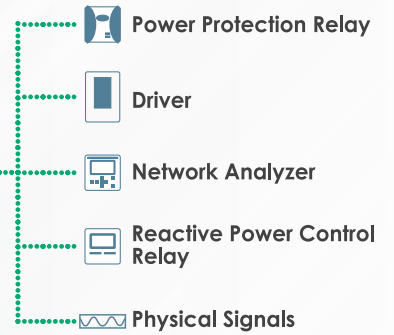 Power Protection Relay
Driver
Network Analyzer
Reactive Power Control
Relay
Physical Signals